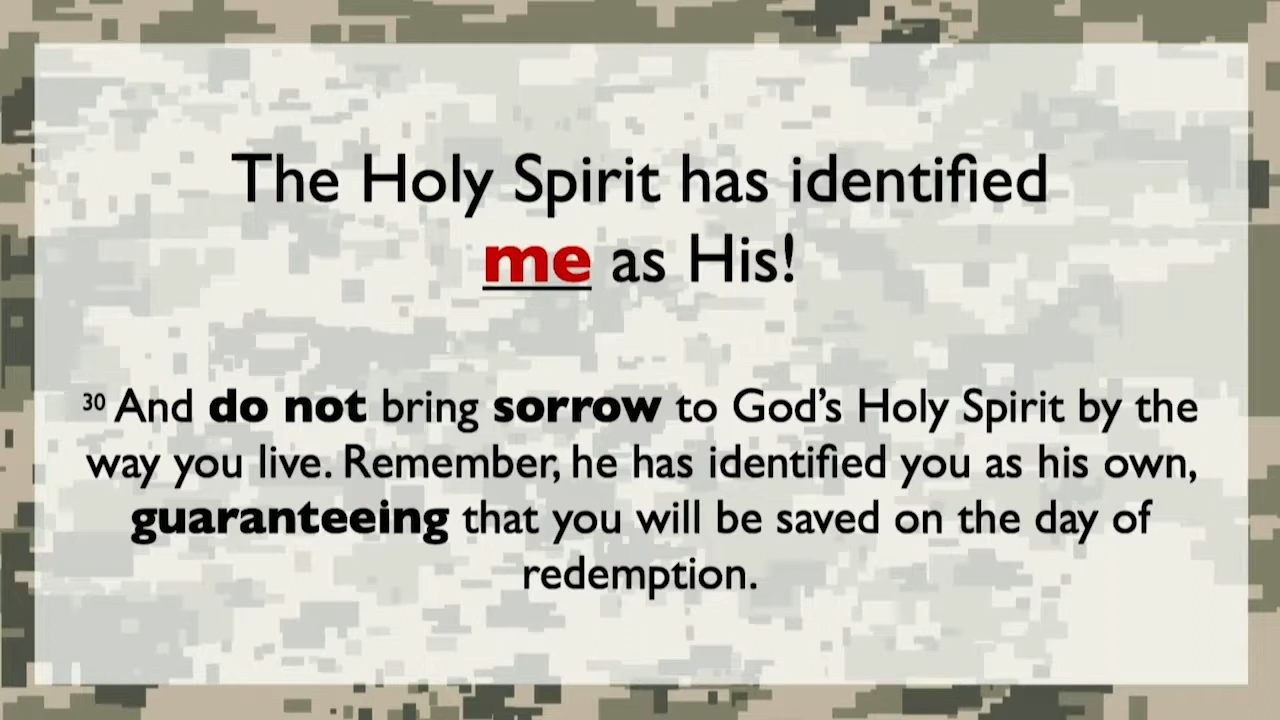 The Holy Spirit has identified
me as His!
30 And do not bring sorrow to God’s Holy Spirit by the
way you live. Remember, he has identified you as his own,
guaranteeing that you will be saved on the day of
redemption.